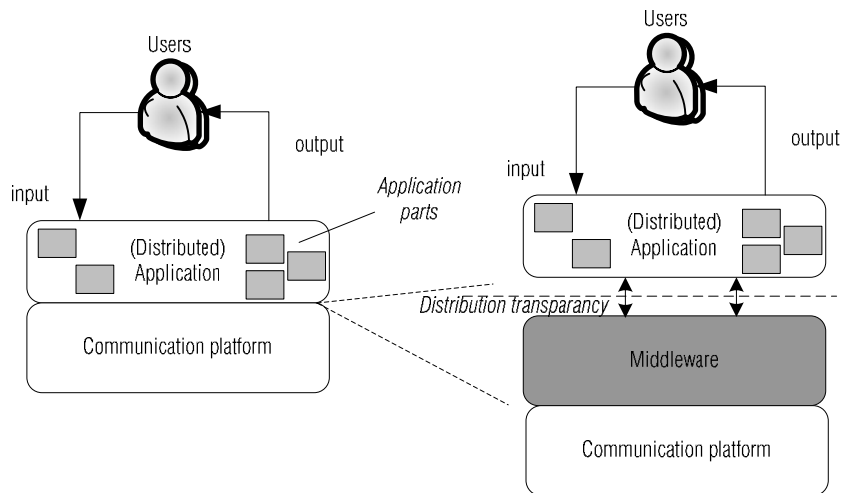 Users
output
input
Application
parts
(Distributed)
Application
Communication platform
Users
output
input
(Distributed)
Application
Distribution transparancy
Middleware
Communication platform